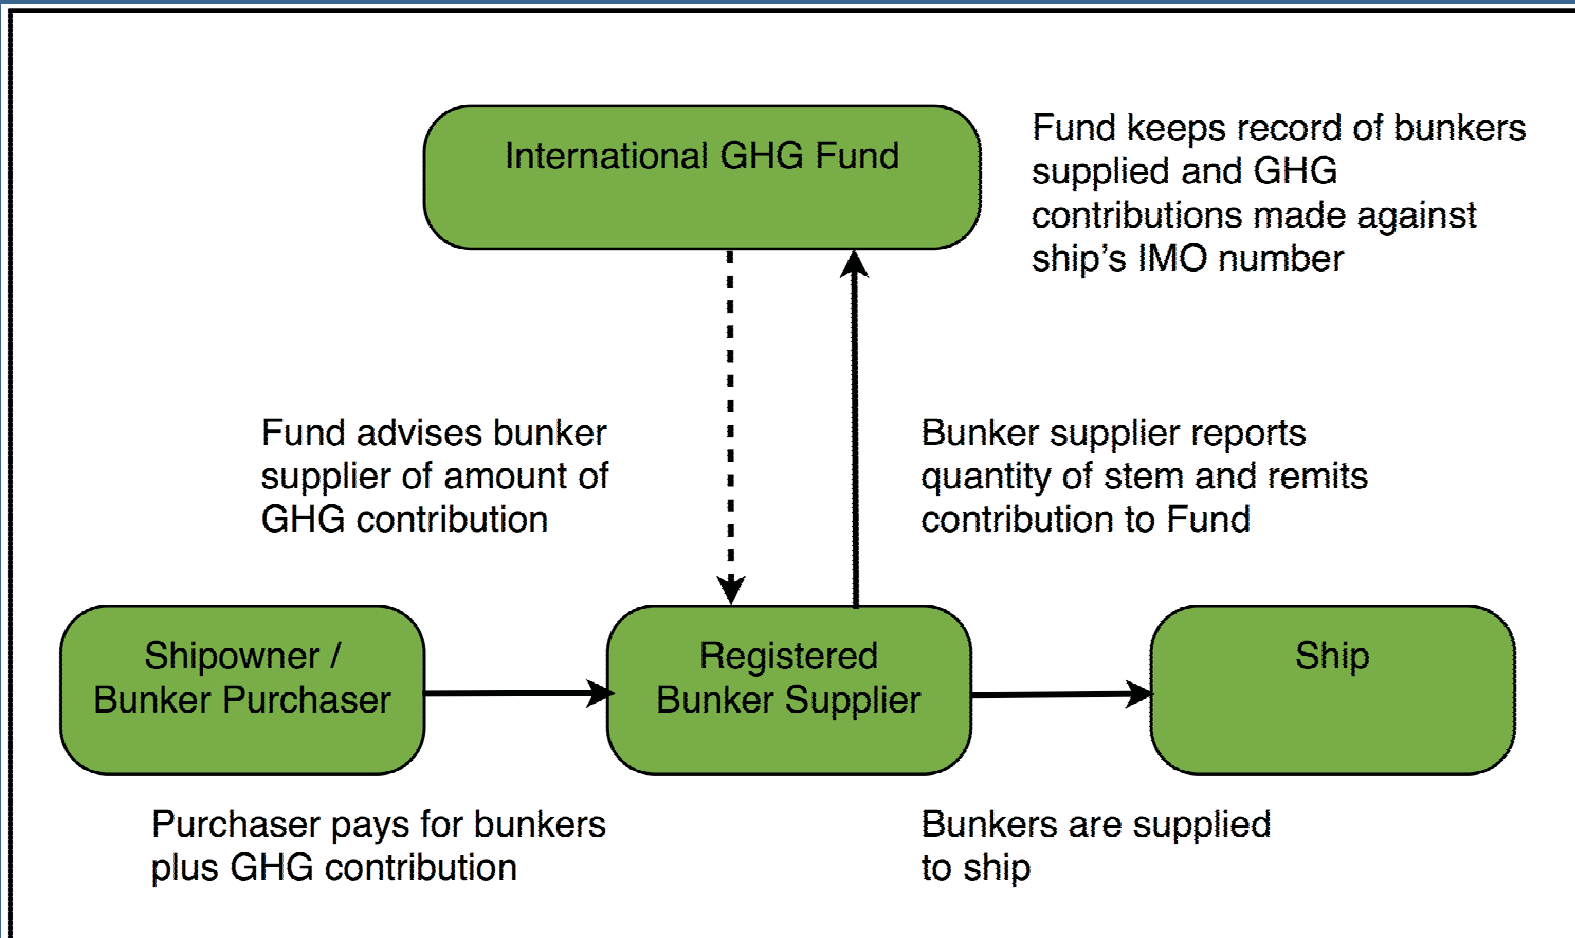 International GHG Fund
Fund keeps record of bunkers
supplied and GHG
contributions made against
ship's IMO number
Fund advises bunker
supplier of amount of
GHG contribution
Bunker supplier reports
quantity of stem and remits
contribution to Fund
Shipowner /
Bunker Purchaser
Registered
Bunker Supplier
Ship
Purchaser pays for bunkers
plus GHG contribution
Bunkers are supplied
to ship